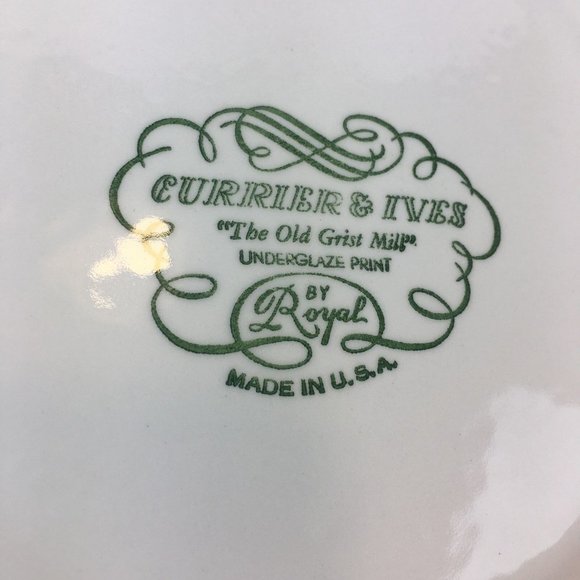 CURRIER & IVES
"The Old Grist Mill"
UNDERGLAZE PRINT
BY
Royal
MADE IN U.S.A.